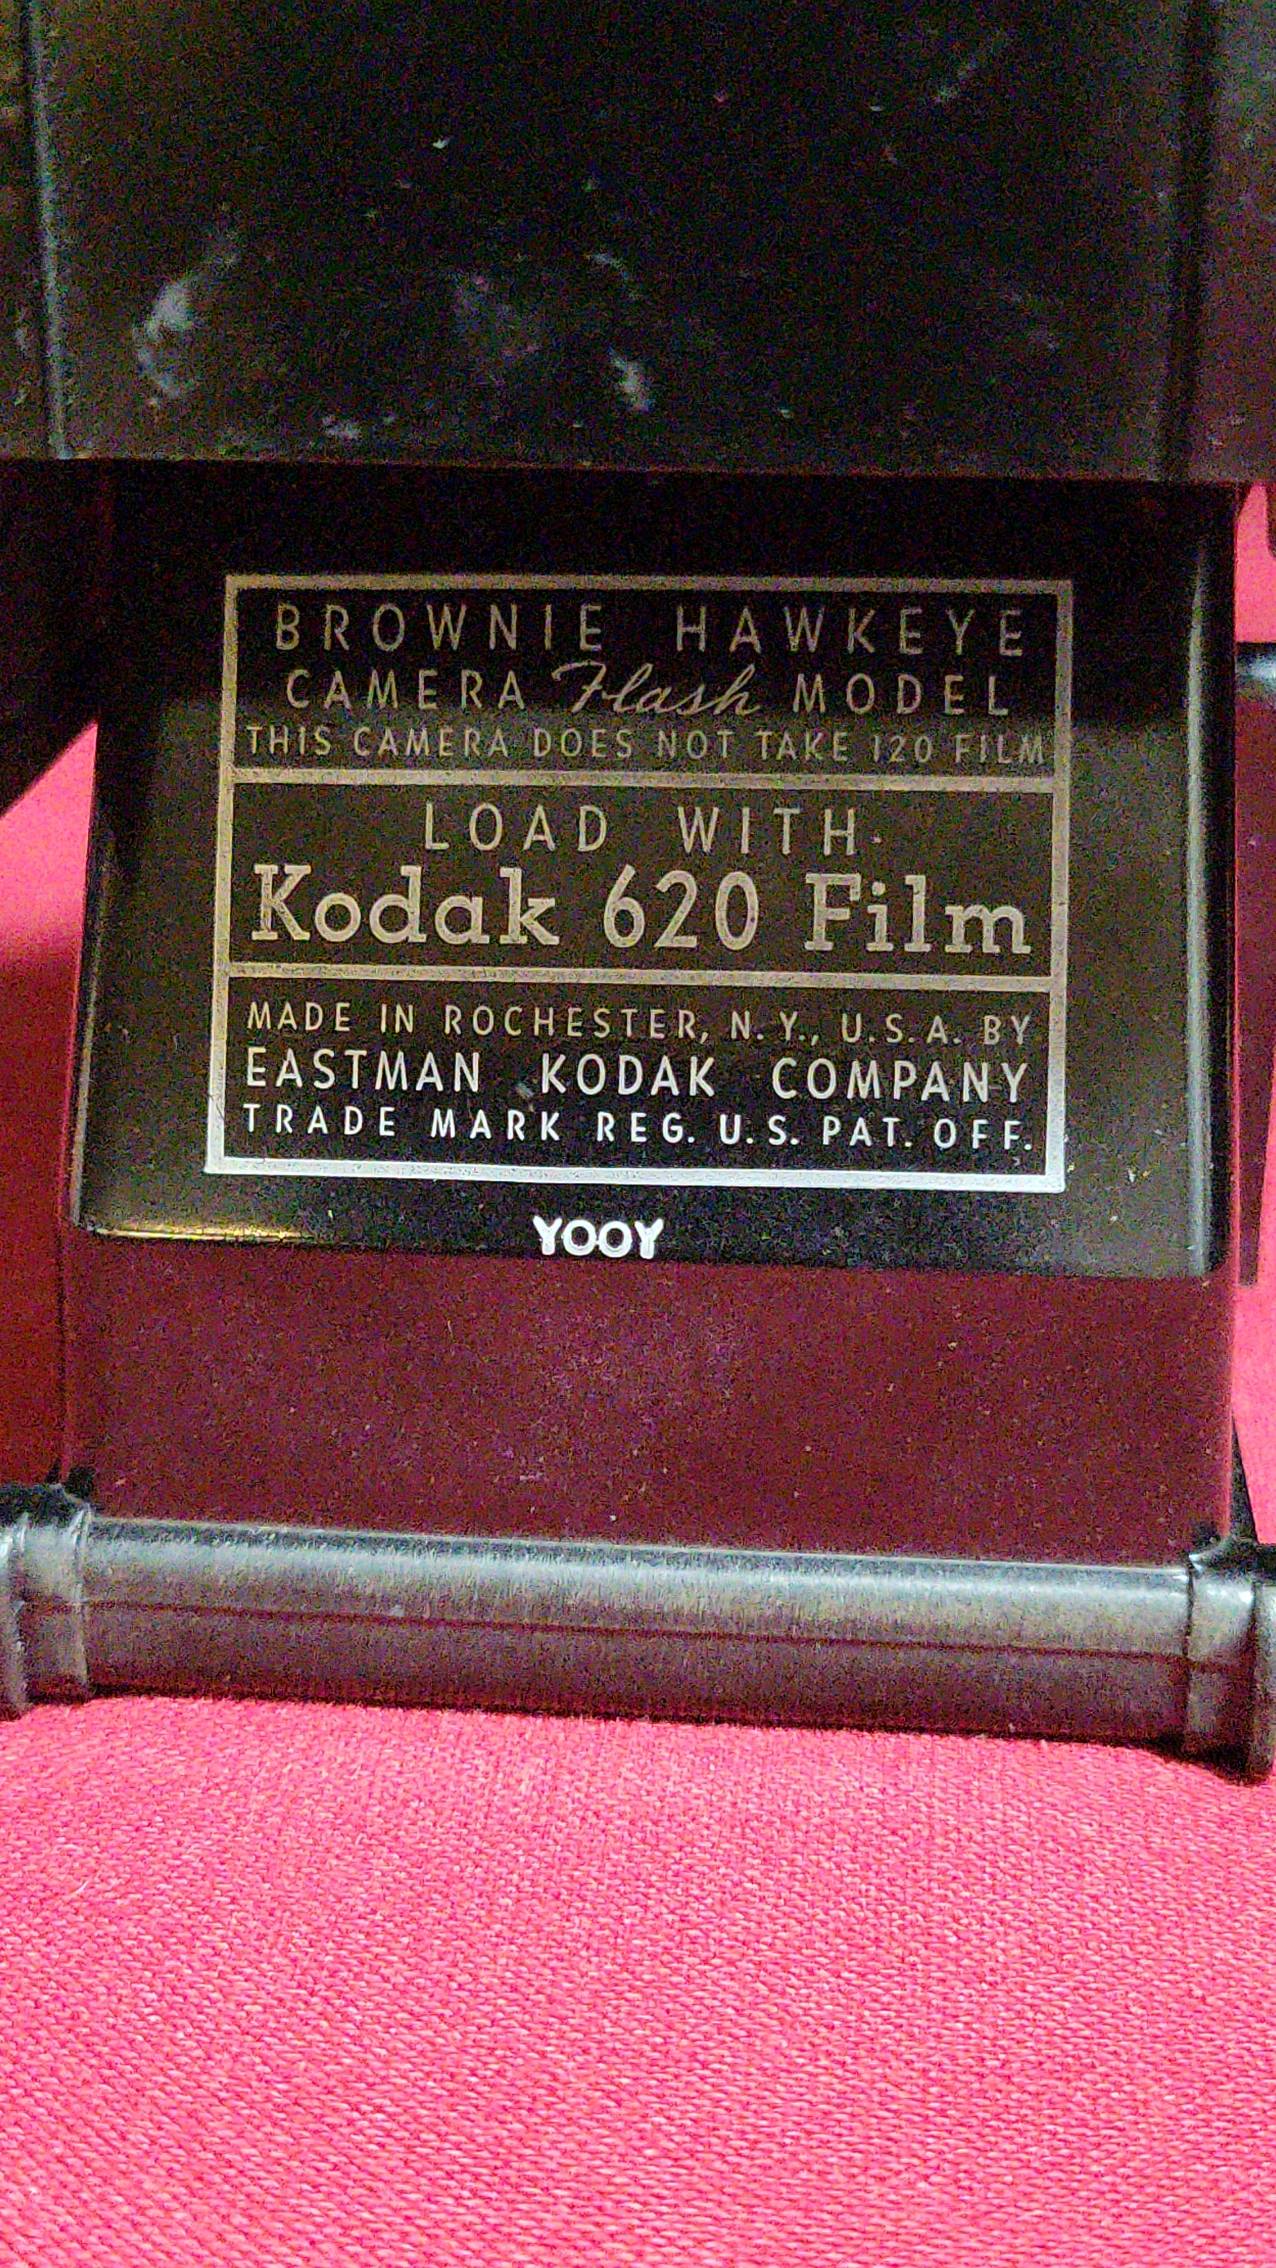 BROWNIE HAWKEYE
CAMERA Flash MODEL
THIS CAMERA DOES NOT TAKE 120 FILM
LOAD WITH
Kodak 620 Film
MADE IN ROCHESTER, N.Y., U.S.A. BY
EASTMAN KODAK COMPANY
TRADE MARK REG. U.S. PAT. OFF.
YOOY